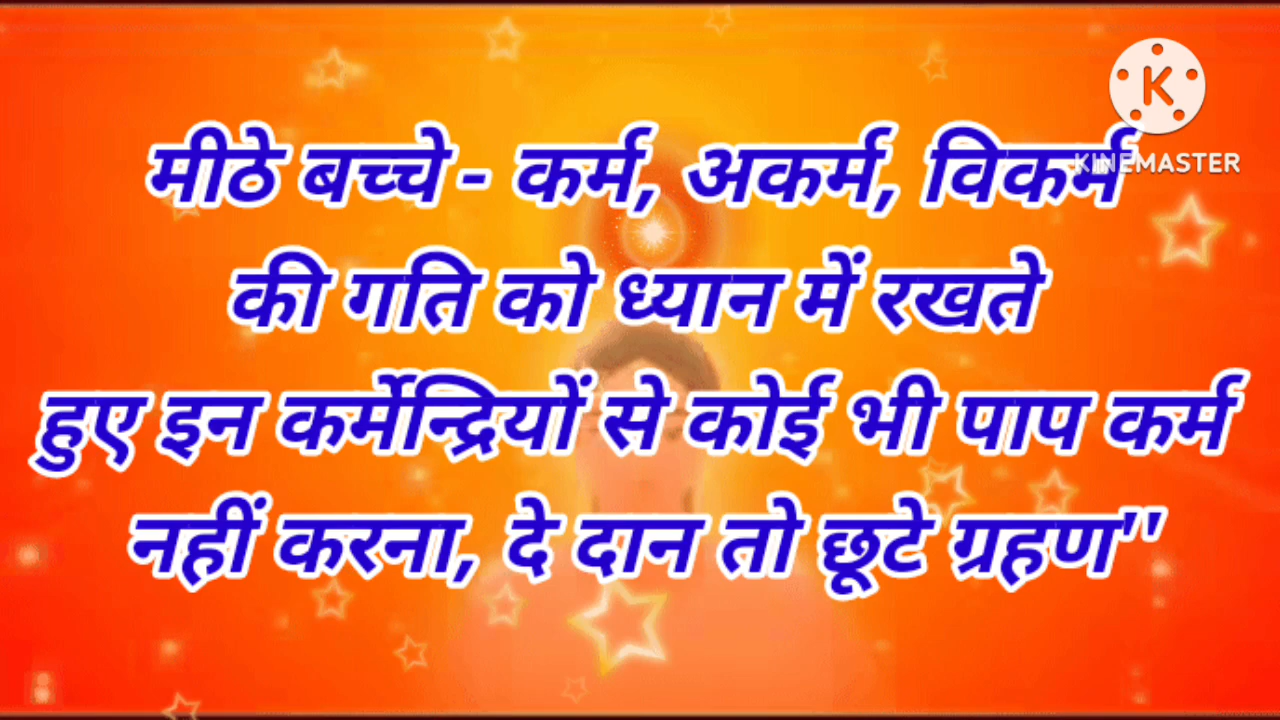 K
KINEMASTER
मीठे बच्चे - कर्म, अकर्म, विकर्म
की गति को ध्यान में रखते
हुए इन कर्मेन्द्रियों से कोई भी पाप कर्म
नहीं करना, दे दान तो छूटे ग्रहण"